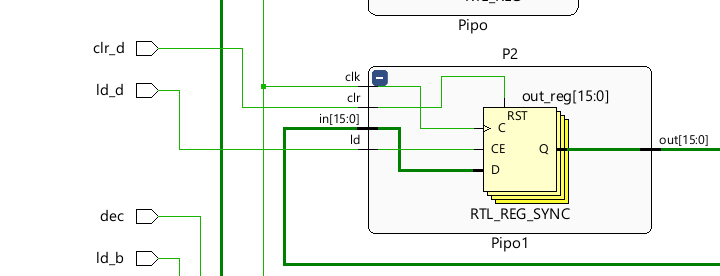 Pipo
clr_d
ld_d
dec
ld_b
P2
clk
clr
in[15:0]
ld
out_reg[15:0]
RST
C
CE
Q
D
out[15:0]
RTL_REG_SYNC
Pipo1